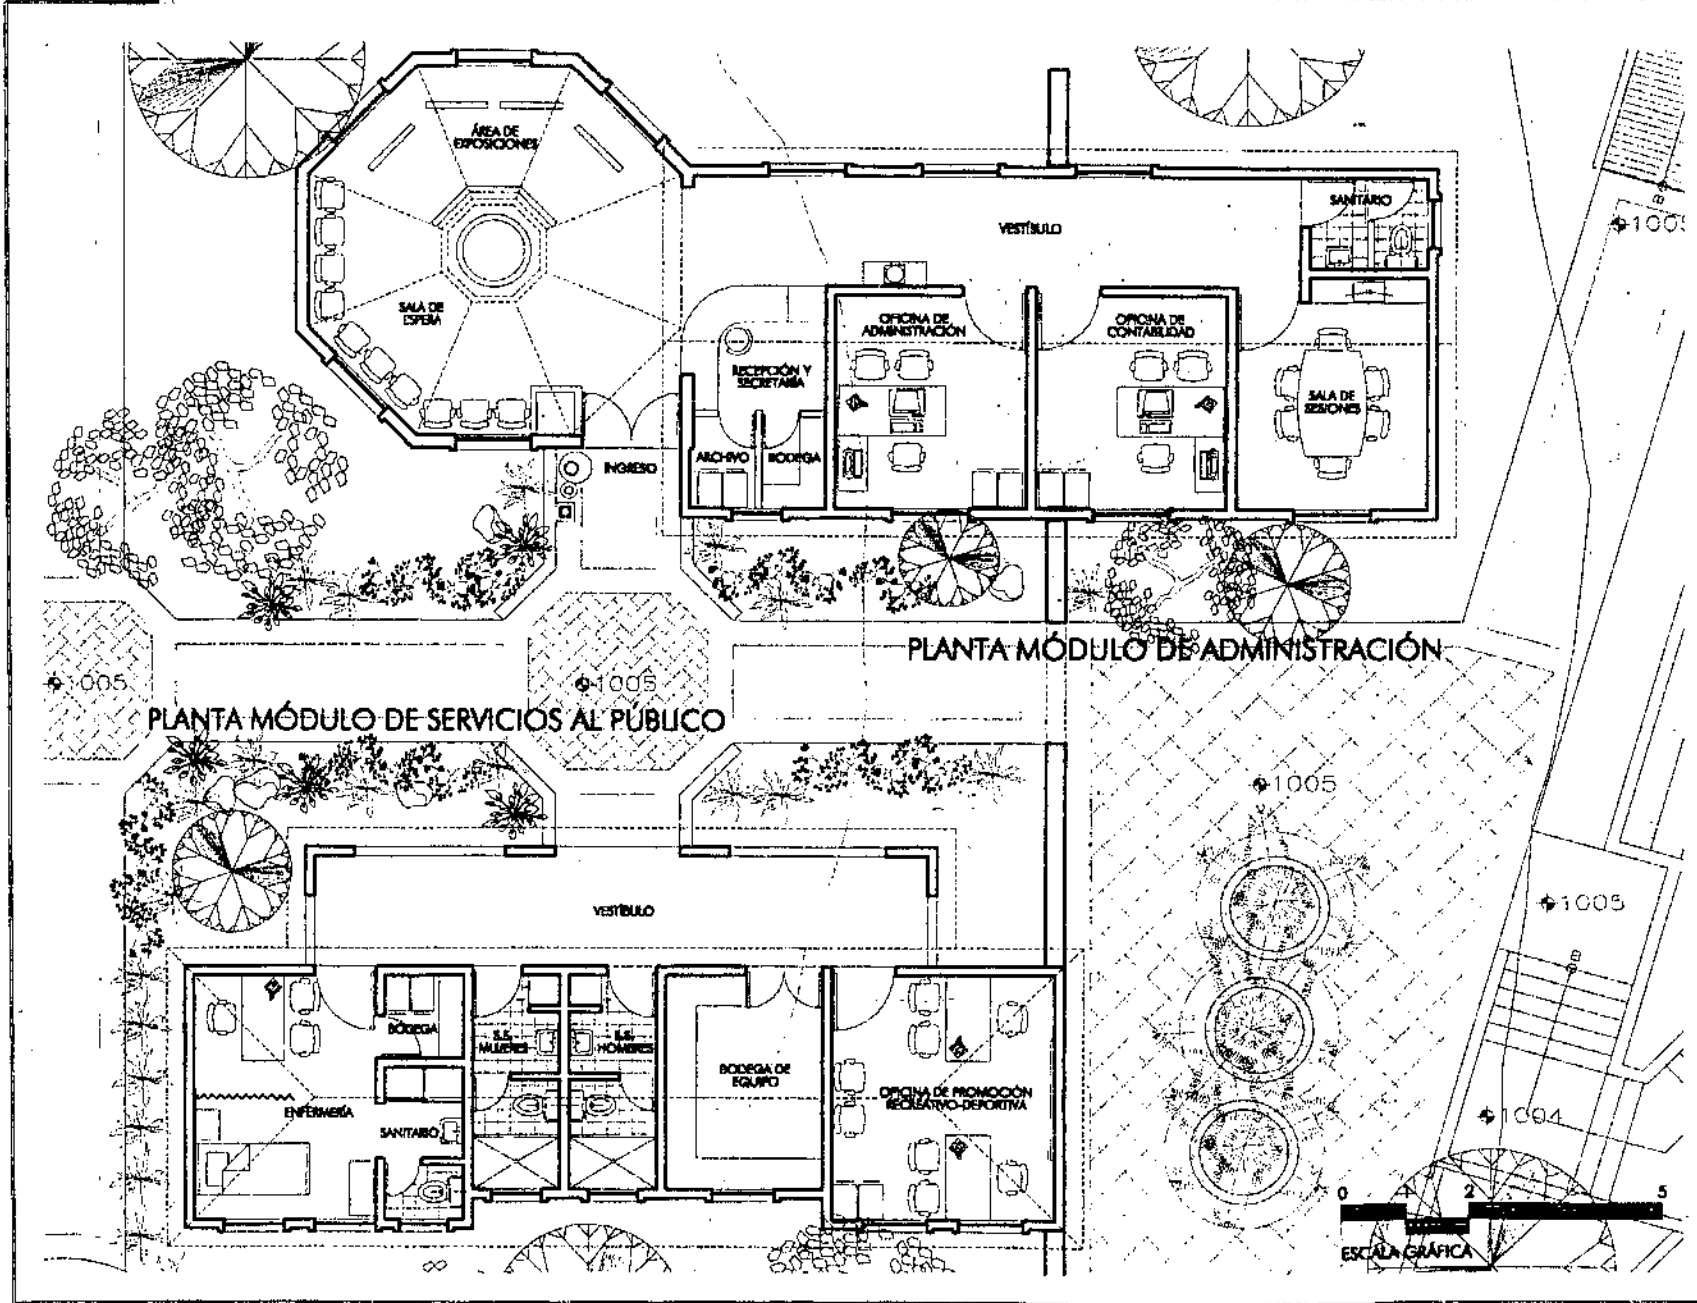 ÁREA DE
EXPOSICIONES
SANITARIO
VESTÍBULO
1005
SALA DE
ESPERA
OFICINA DE
ADMINISTRACIÓN
OFICINA DE
CONTABILIDAD
RECEPCIÓN Y
SECRETARÍA
SALA DE
SESIONES
INGRESO
ARCHIVO
BODEGA
PLANTA MÓDULO DE ADMINISTRACIÓN
1005
1005
PLANTA MÓDULO DE SERVICIOS AL PÚBLICO
1005
VESTÍBULO
1005
B
BODEGA
S.S.
MUJERES
S.S.
HOMBRES
BODEGA DE
EQUIPO
OFICINA DE PROMOCIÓN
RECREATIVO-DEPORTIVA
ENFERMERÍA
SANITARIO
1004
0 1 2 5
ESCALA GRÁFICA